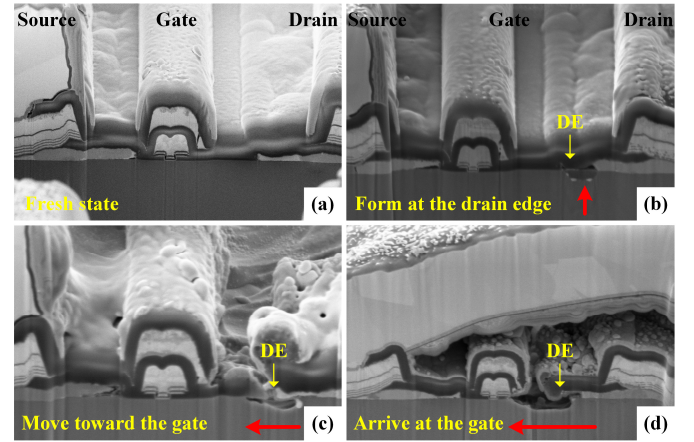 Source Gate Drain
Fresh state (a)
Source Gate Drain
DE
Form at the drain edge (b)
DE
Move toward the gate (c)
DE
Arrive at the gate (d)